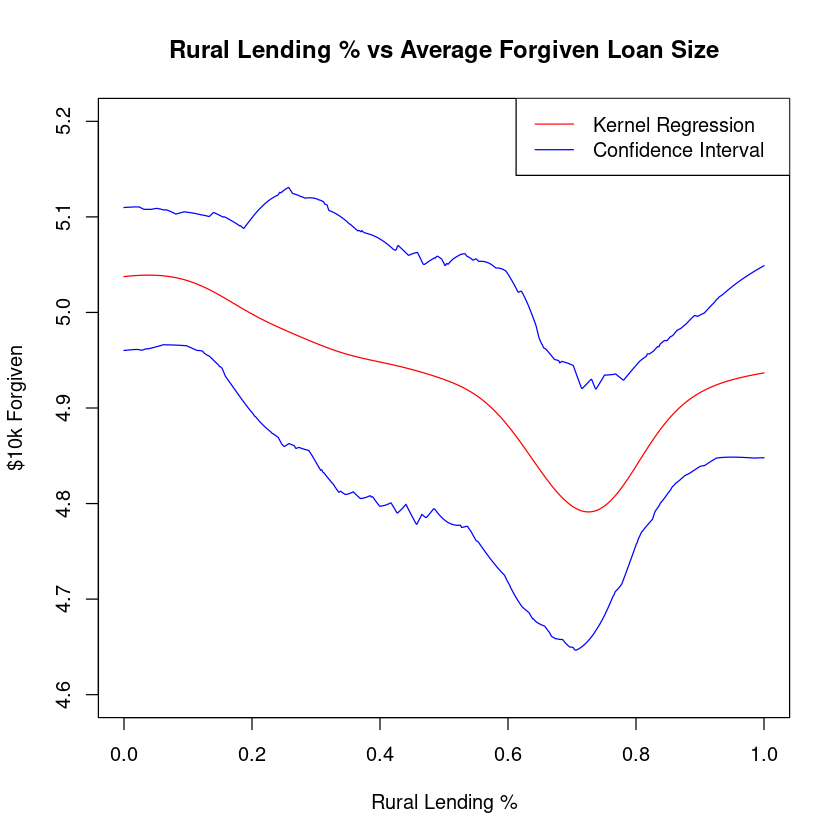 Rural Lending % vs Average Forgiven Loan Size
Kernel Regression
Confidence Interval
$10k Forgiven
5.2
5.1
5.0
4.9
4.8
4.7
4.6
0.0 0.2 0.4 0.6 0.8 1.0
Rural Lending %